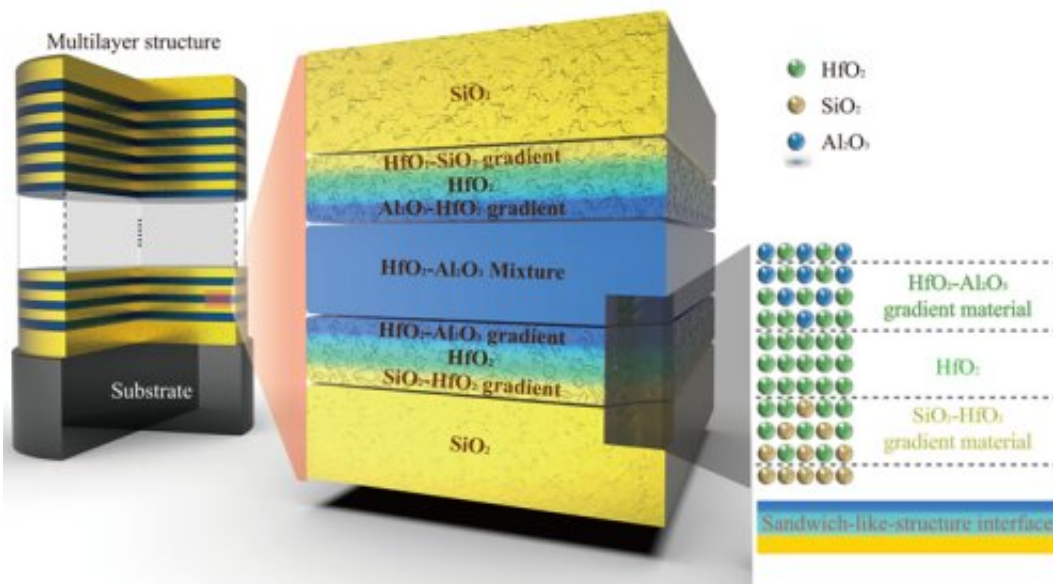 Multilayer structure
Substrate
SiO₂
HfO₂-SiO₂ gradient
HfO₂
Al₂O₃-HfO₂ gradient
HfO₂-Al₂O₃ Mixture
HfO₂-Al₂O₃ gradient
HfO₂
SiO₂-HfO₂ gradient
SiO₂
HfO₂
SiO₂
Al₂O₃
HfO₂-Al₂O₃
gradient material
HfO₂
SiO₂-HfO₂
gradient material
Sandwich-like-structure interface